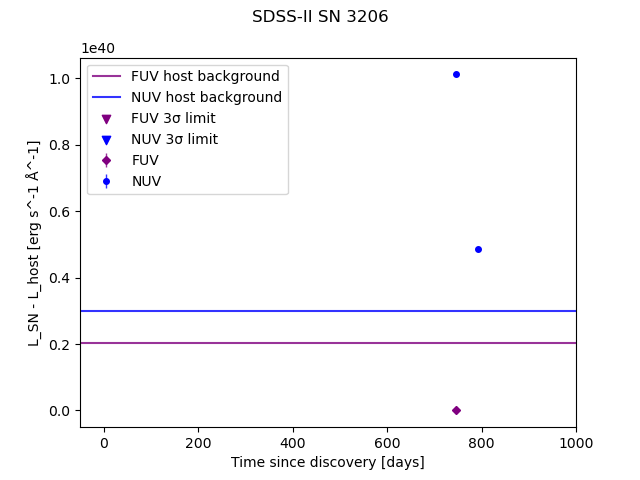 SDSS-II SN 3206
1e40
FUV host background
NUV host background
FUV 3σ limit
NUV 3σ limit
FUV
NUV
L_SN - L_host [erg s^-1 Å^-1]
1.0
0.8
0.6
0.4
0.2
0.0
0 200 400 600 800 1000
Time since discovery [days]